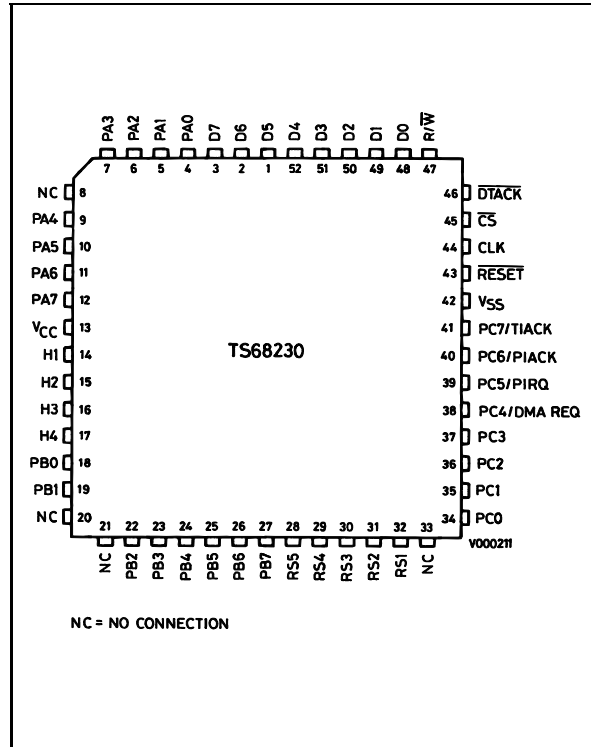 PA3 PA2 PA1 PA0 D7 D6 D5 D4 D3 D2 D1 D0 R/W̅
7 6 5 4 3 2 1 52 51 50 49 48 47
NC 8
PA4 9
PA5 10
PA6 11
PA7 12
VCC 13
H1 14
H2 15
H3 16
H4 17
PB0 18
PB1 19
NC 20
TS68230
46 DTACK
45 CS
44 CLK
43 RESET
42 VSS
41 PC7/TIACK
40 PC6/PIACK
39 PC5/PIRQ
38 PC4/DMA REQ
37 PC3
36 PC2
35 PC1
34 PC0
21 22 23 24 25 26 27 28 29 30 31 32 33
NC PB2 PB3 PB4 PB5 PB6 PB7 RS5 RS4 RS3 RS2 RS1 NC
V000211
NC = NO CONNECTION